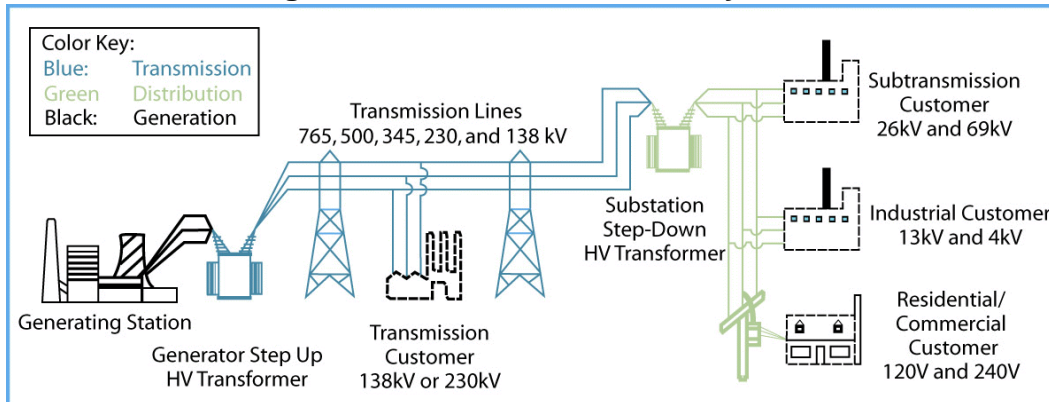 Color Key:
Blue: Transmission
Green Distribution
Black: Generation
Transmission Lines
765, 500, 345, 230, and 138 kV
Subtransmission
Customer
26kV and 69kV
Substation
Step-Down
HV Transformer
Industrial Customer
13kV and 4kV
Generating Station
Generator Step Up
HV Transformer
Transmission
Customer
138kV or 230kV
Residential/
Commercial
Customer
120V and 240V